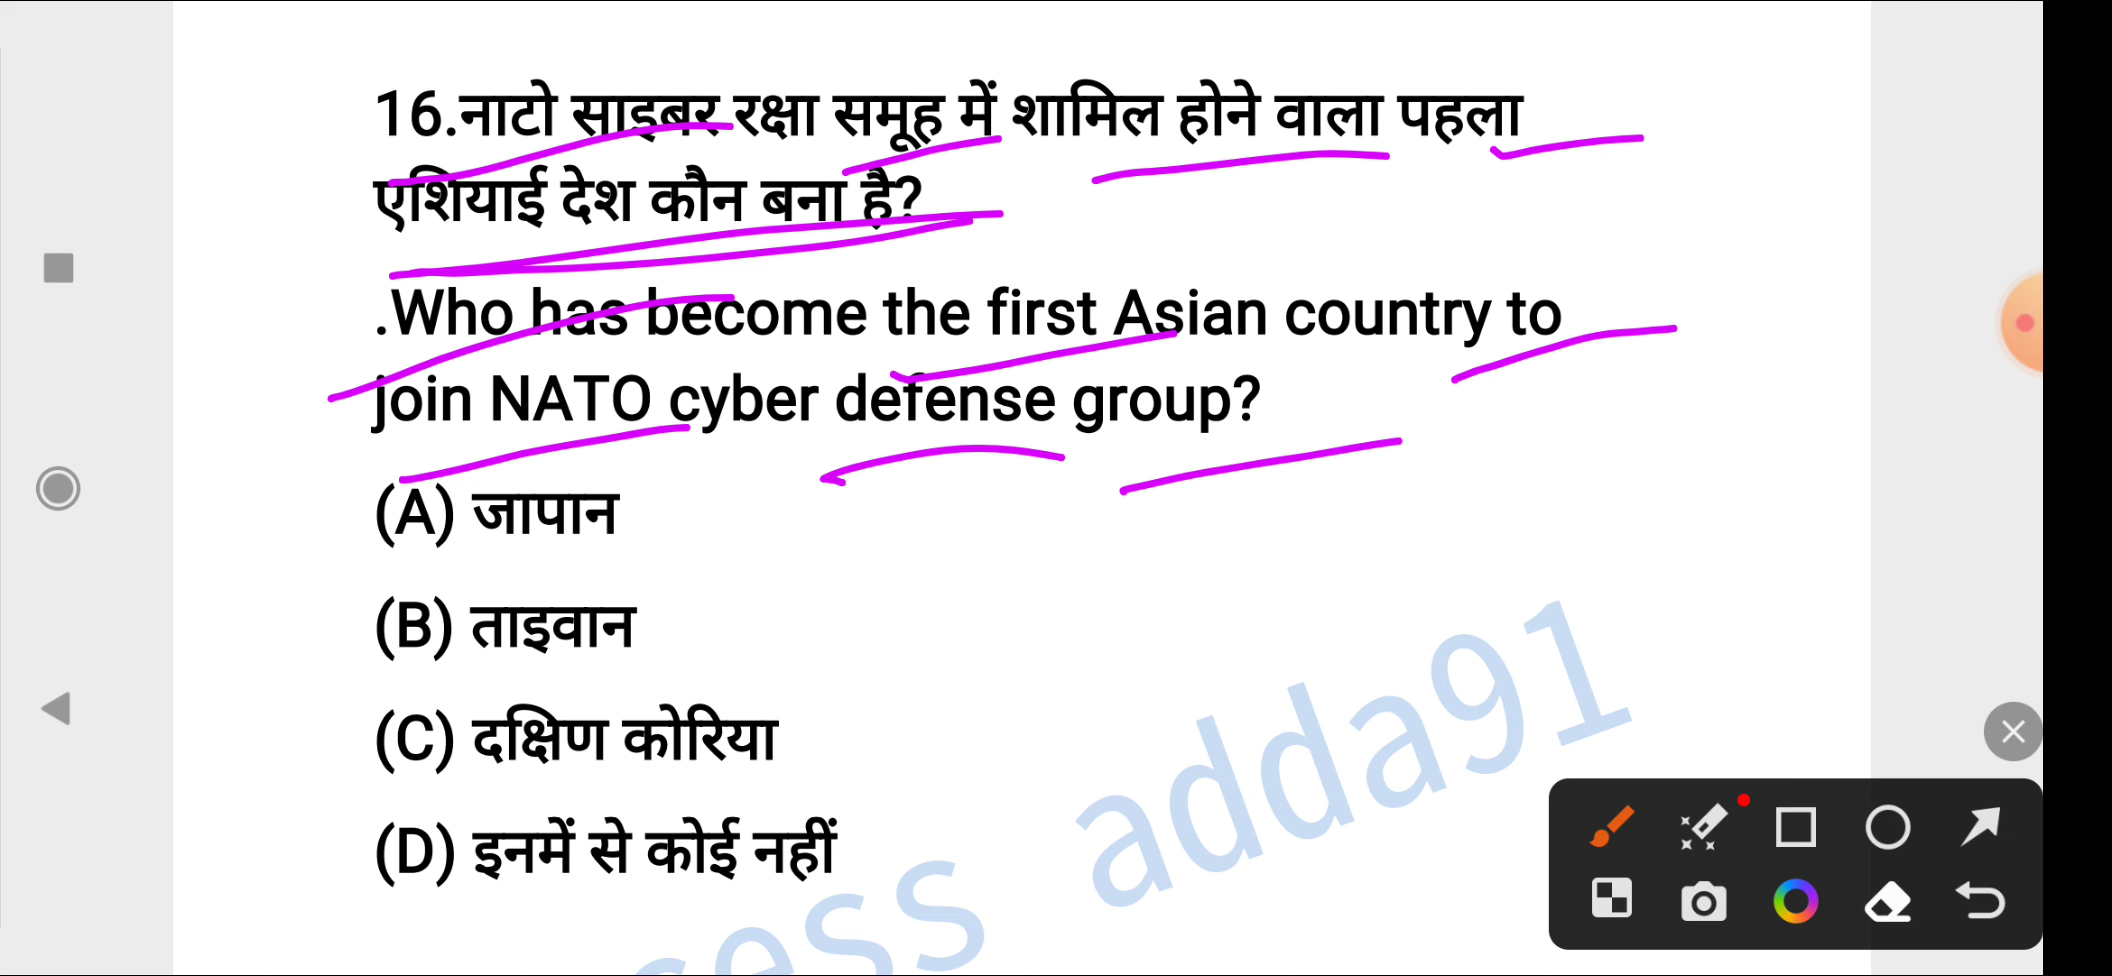 16.नाटो साइबर रक्षा समूह में शामिल होने वाला पहला
एशियाई देश कौन बना है?
.Who has become the first Asian country to
join NATO cyber defense group?
(A) जापान
(B) ताइवान
(C) दक्षिण कोरिया
(D) इनमें से कोई नहीं
cess adda91